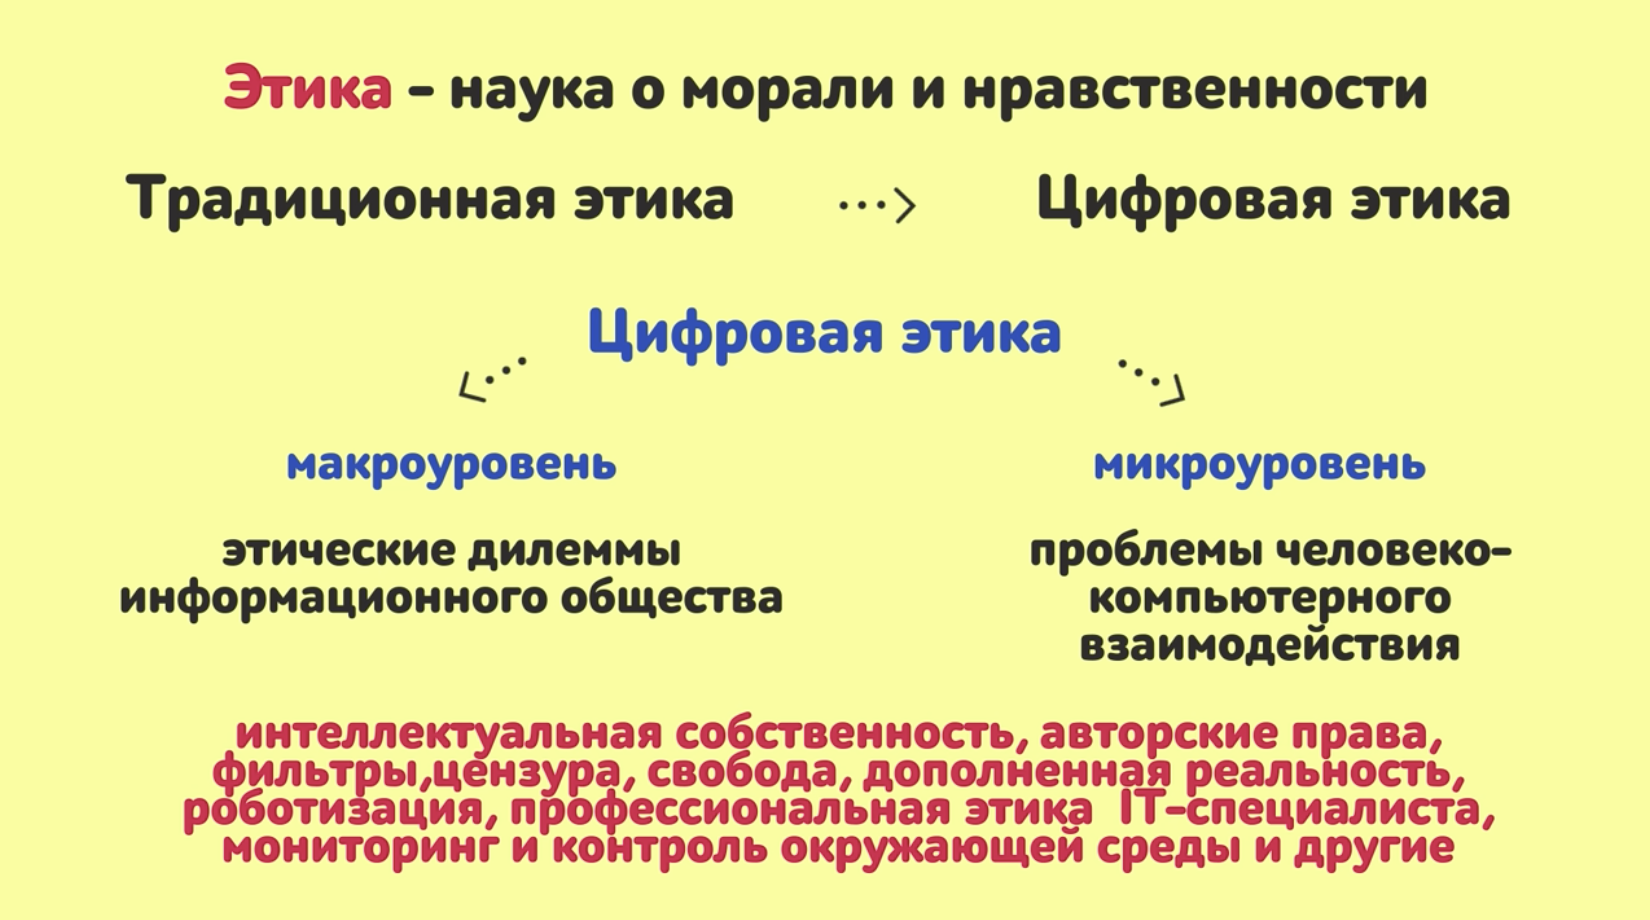 Этика - наука о морали и нравственности
Традиционная этика Цифровая этика
Цифровая этика
макроуровень микроуровень
этические дилеммы
информационного общества
проблемы человеко-
компьютерного
взаимодействия
интеллектуальная собственность, авторские права,
фильтры,цензура, свобода, дополненная реальность,
роботизация, профессиональная этика IT-специалиста,
мониторинг и контроль окружающей среды и другие